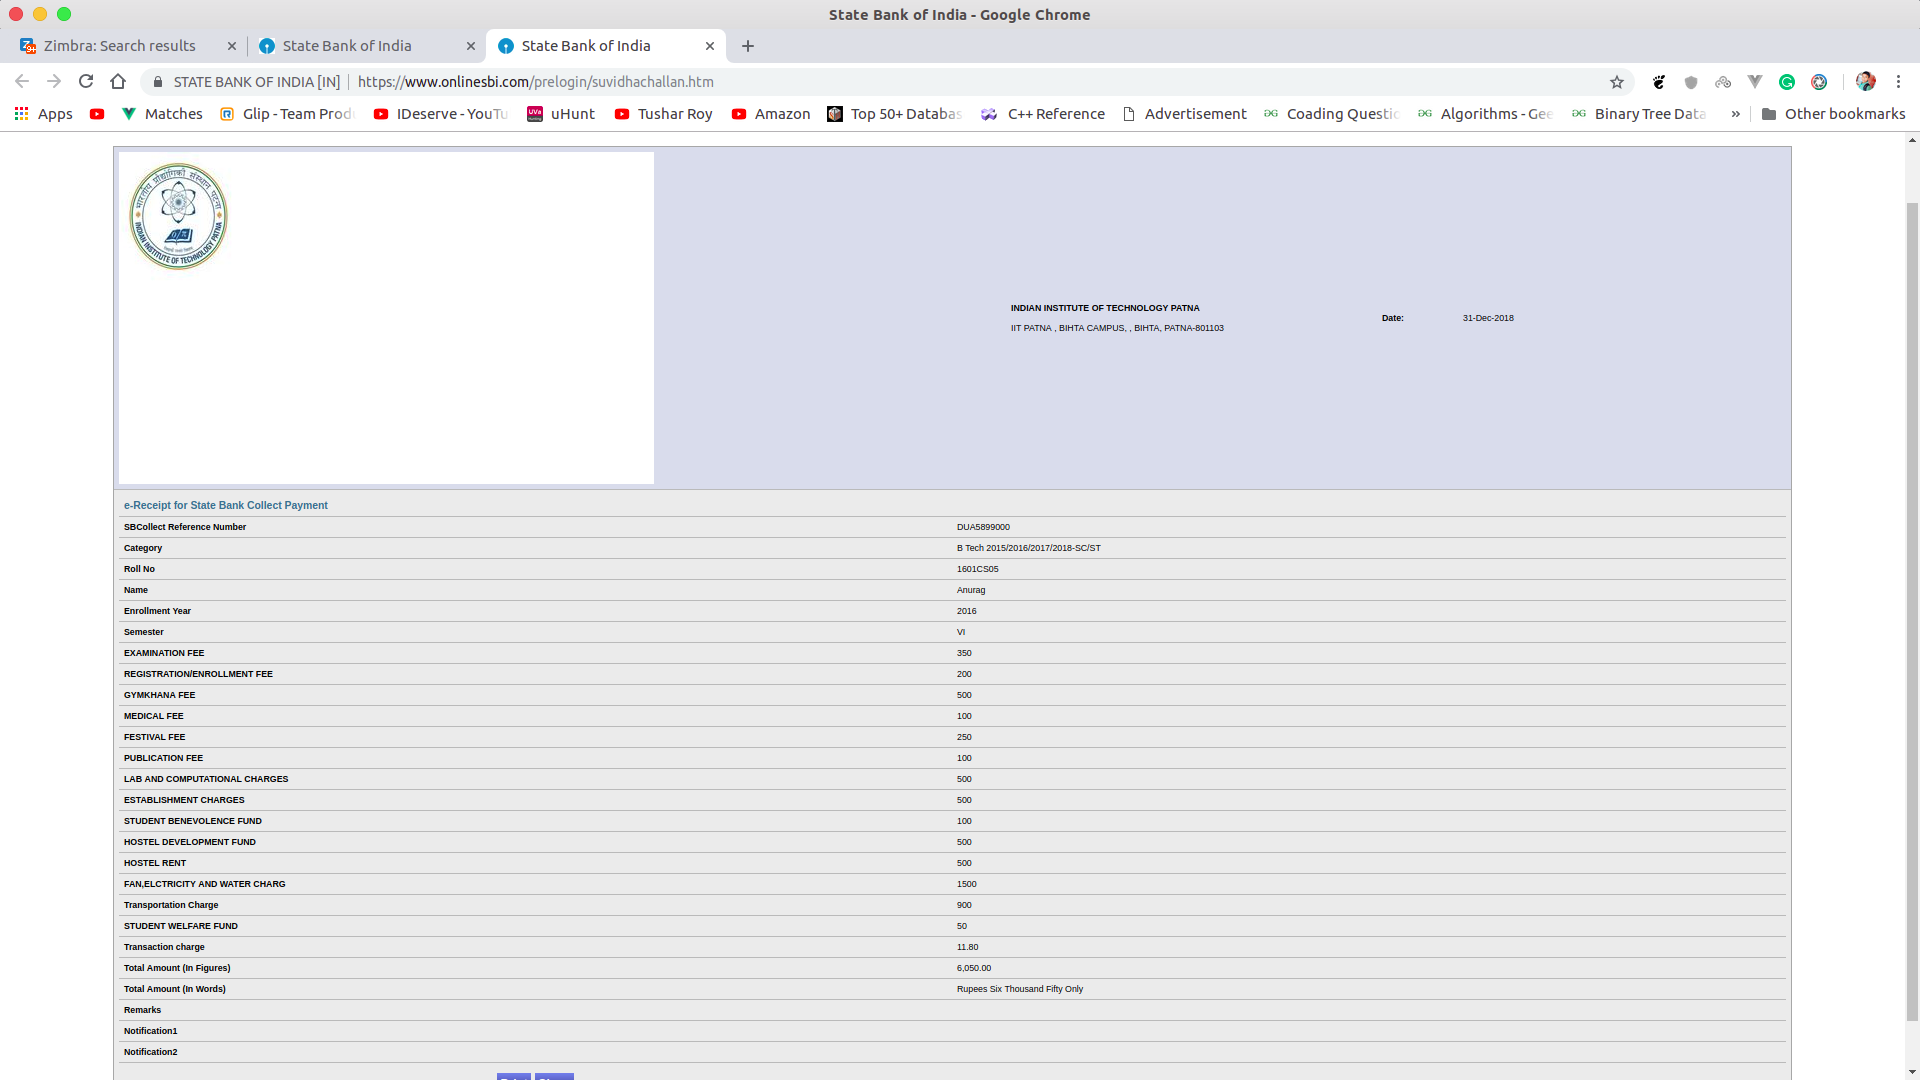 State Bank of India - Google Chrome
Zimbra: Search results
State Bank of India
State Bank of India
STATE BANK OF INDIA [IN] https://www.onlinesbi.com/prelogin/suvidhachallan.htm
Apps Matches Glip - Team Prod IDeserve - YouTu uHunt Tushar Roy Amazon Top 50+ Databas C++ Reference Advertisement Coading Questic Algorithms - Gee Binary Tree Data » Other bookmarks
भारतीय प्रौद्योगिकी संस्थान पटना
INDIAN INSTITUTE OF TECHNOLOGY PATNA
INDIAN INSTITUTE OF TECHNOLOGY PATNA
IIT PATNA , BIHTA CAMPUS, , BIHTA, PATNA-801103
Date: 31-Dec-2018
e-Receipt for State Bank Collect Payment
SBCollect Reference Number DUA5899000
Category B Tech 2015/2016/2017/2018-SC/ST
Roll No 1601CS05
Name Anurag
Enrollment Year 2016
Semester VI
EXAMINATION FEE 350
REGISTRATION/ENROLLMENT FEE 200
GYMKHANA FEE 500
MEDICAL FEE 100
FESTIVAL FEE 250
PUBLICATION FEE 100
LAB AND COMPUTATIONAL CHARGES 500
ESTABLISHMENT CHARGES 500
STUDENT BENEVOLENCE FUND 100
HOSTEL DEVELOPMENT FUND 500
HOSTEL RENT 500
FAN,ELCTRICITY AND WATER CHARG 1500
Transportation Charge 900
STUDENT WELFARE FUND 50
Transaction charge 11.80
Total Amount (In Figures) 6,050.00
Total Amount (In Words) Rupees Six Thousand Fifty Only
Remarks
Notification1
Notification2